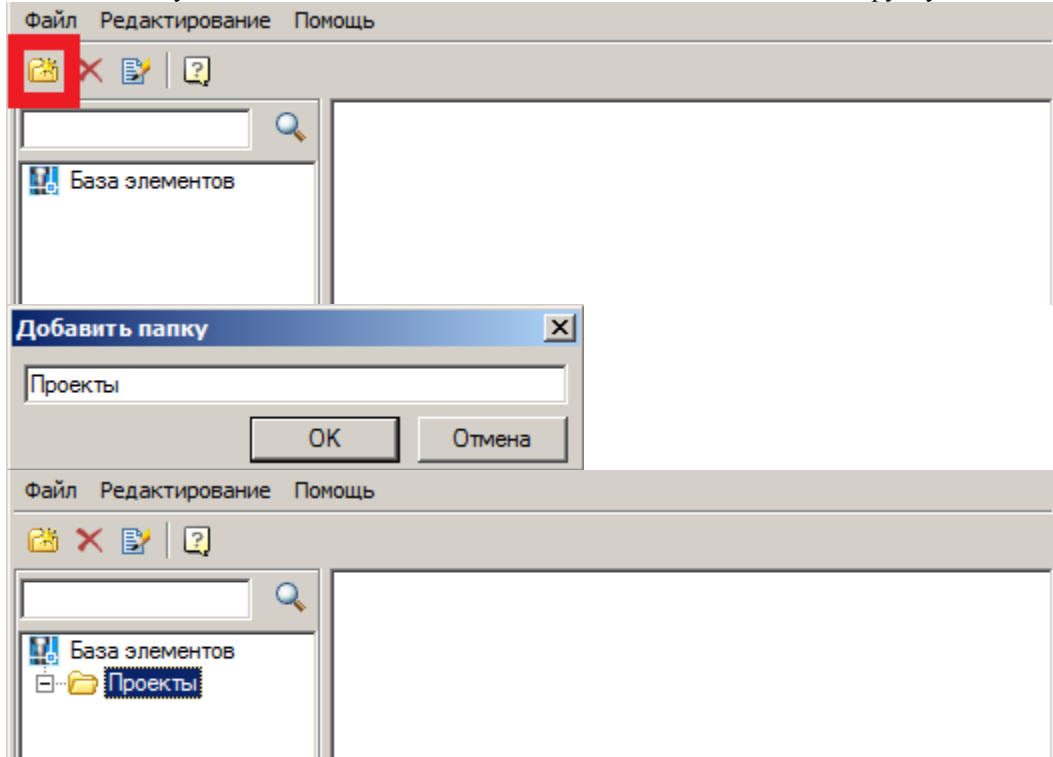 Файл Редактирование Помощь
База элементов
Добавить папку
Проекты
OK Отмена
Файл Редактирование Помощь
База элементов
Проекты